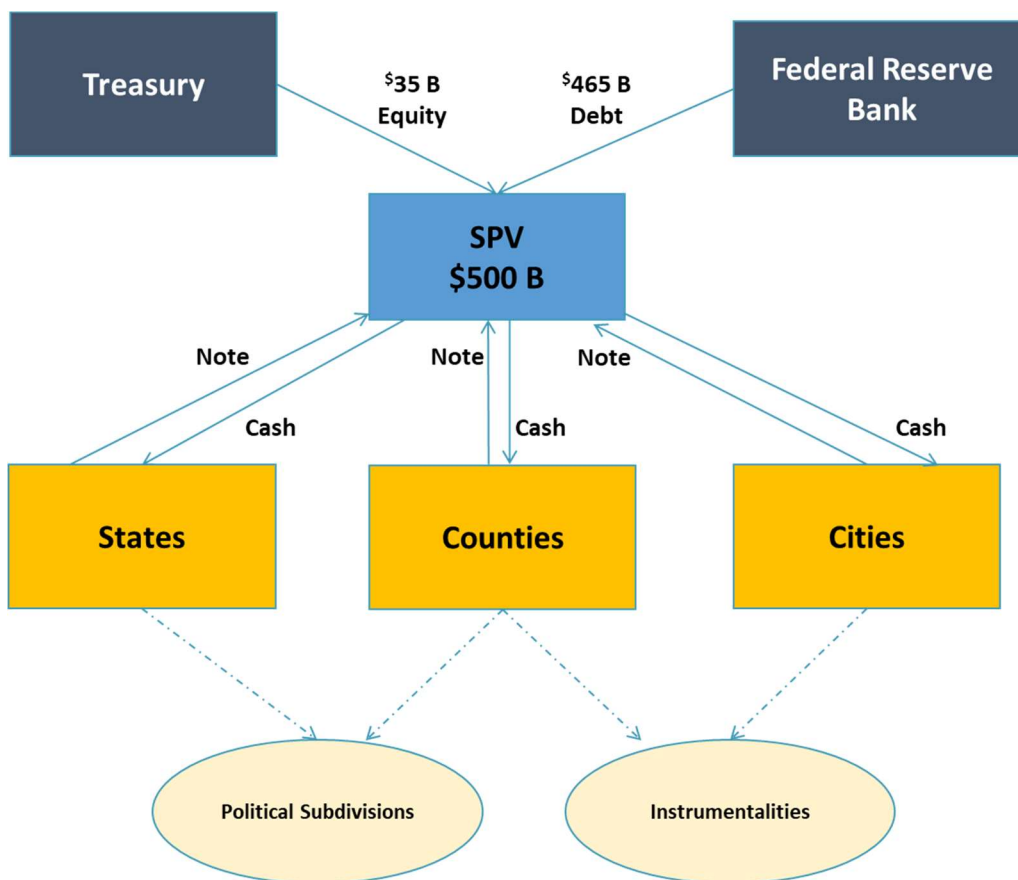 Treasury
$35 B
Equity
$465 B
Debt
Federal Reserve
Bank
SPV
$500 B
Note
Cash
Note
Cash
Note
Cash
States
Counties
Cities
Political Subdivisions
Instrumentalities